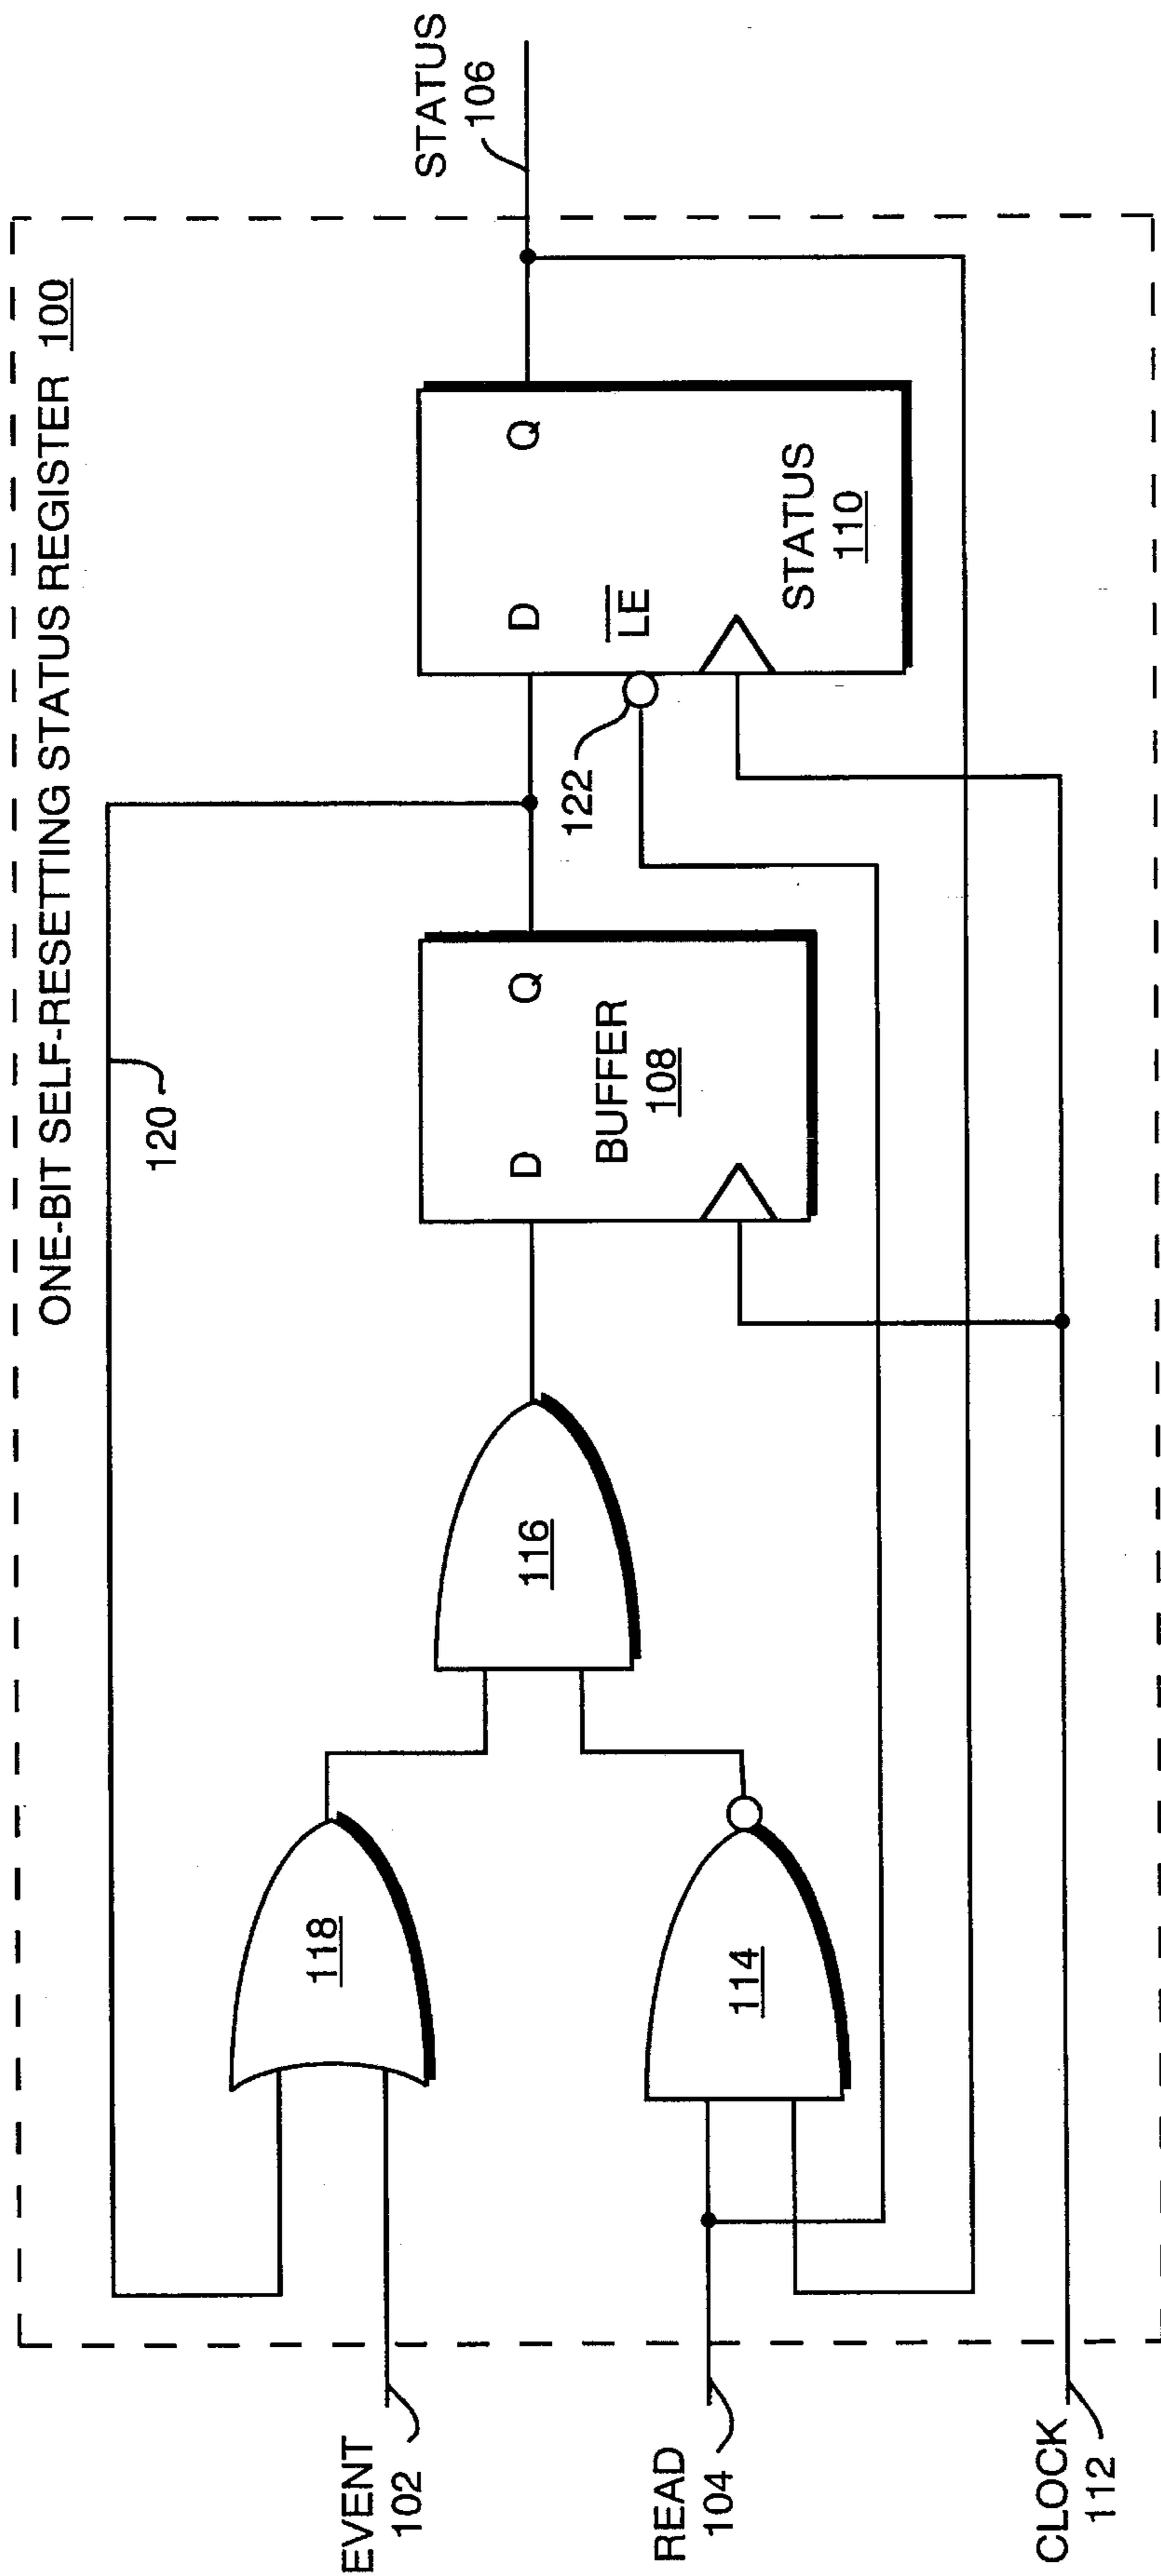 ONE-BIT SELF-RESETTING STATUS REGISTER 100
120
EVENT
102
READ
104
CLOCK
112
118
114
116
D
Q
BUFFER
108
122
D
Q
LE
STATUS
110
STATUS
106